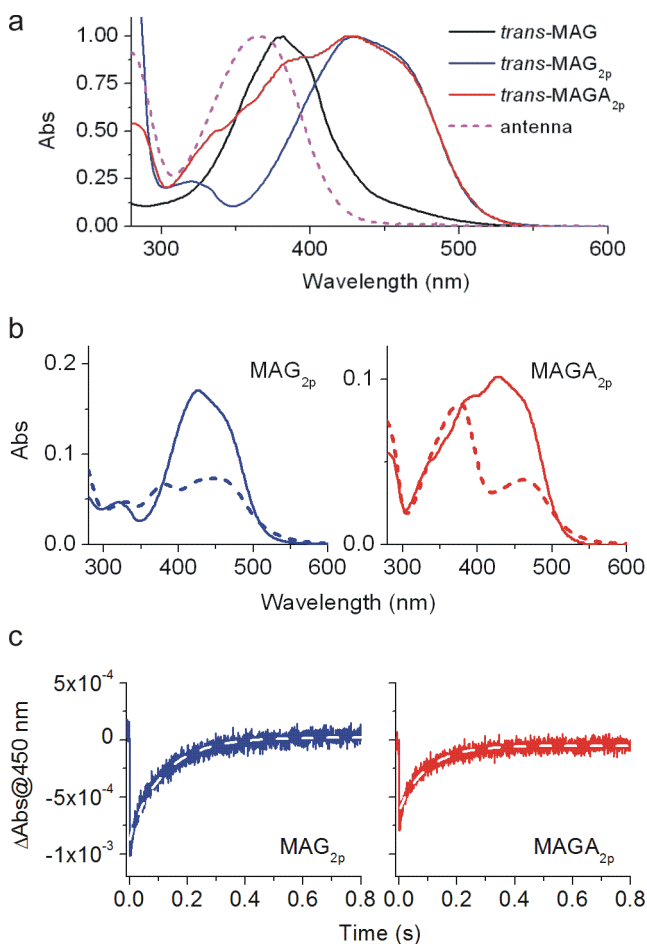 a
1.00
0.75
0.50
0.25
0.00
Abs
300
400
500
600
Wavelength (nm)
trans-MAG
trans-MAG2p
trans-MAGA2p
antenna
b
0.2
0.1
0.0
Abs
MAG2p
300
400
500
600
Wavelength (nm)
0.1
0.0
MAGA2p
300
400
500
600
Wavelength (nm)
c
5x10-4
0
-5x10-4
-1x10-3
ΔAbs@450 nm
MAG2p
0.0
0.2
0.4
0.6
0.8
MAGA2p
0.0
0.2
0.4
0.6
0.8
Time (s)